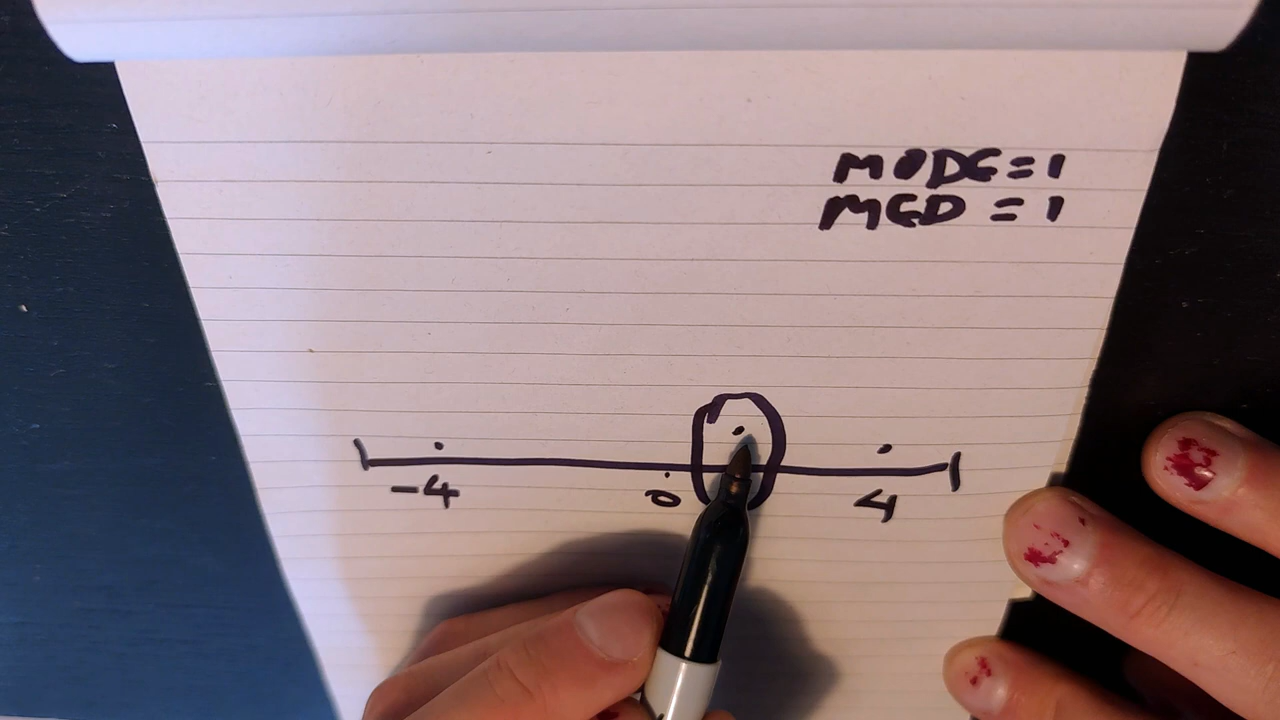 MODE = 1
MED = 1
-4 0 4